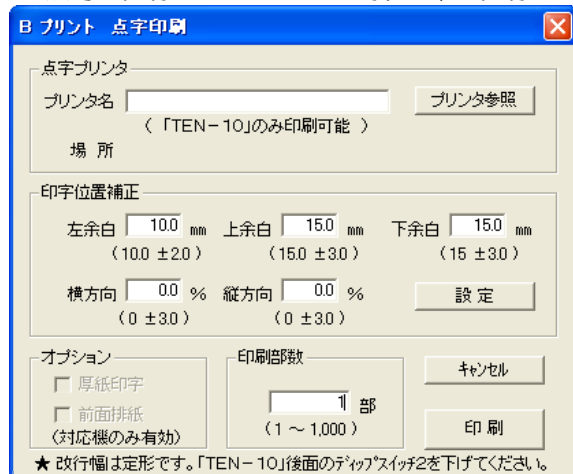 B プリント 点字印刷
点字プリンタ
プリンタ名
プリンタ参照
(「TEN-10」のみ印刷可能 )
場 所
印字位置補正
左余白 10.0 mm 上余白 15.0 mm 下余白 15.0 mm
(10.0 ±2.0 ) (15.0 ±3.0 ) (15 ±3.0 )
横方向 0.0 % 縦方向 0.0 % 設 定
(0 ±3.0 ) (0 ±3.0 )
オプション
厚紙印字
前面排紙
(対応機のみ有効)
印刷部数
1 部
(1 ～ 1,000 )
キャンセル
印 刷
★ 改行幅は定形です。「TEN-10」後面のディップスイッチ2を下げてください。